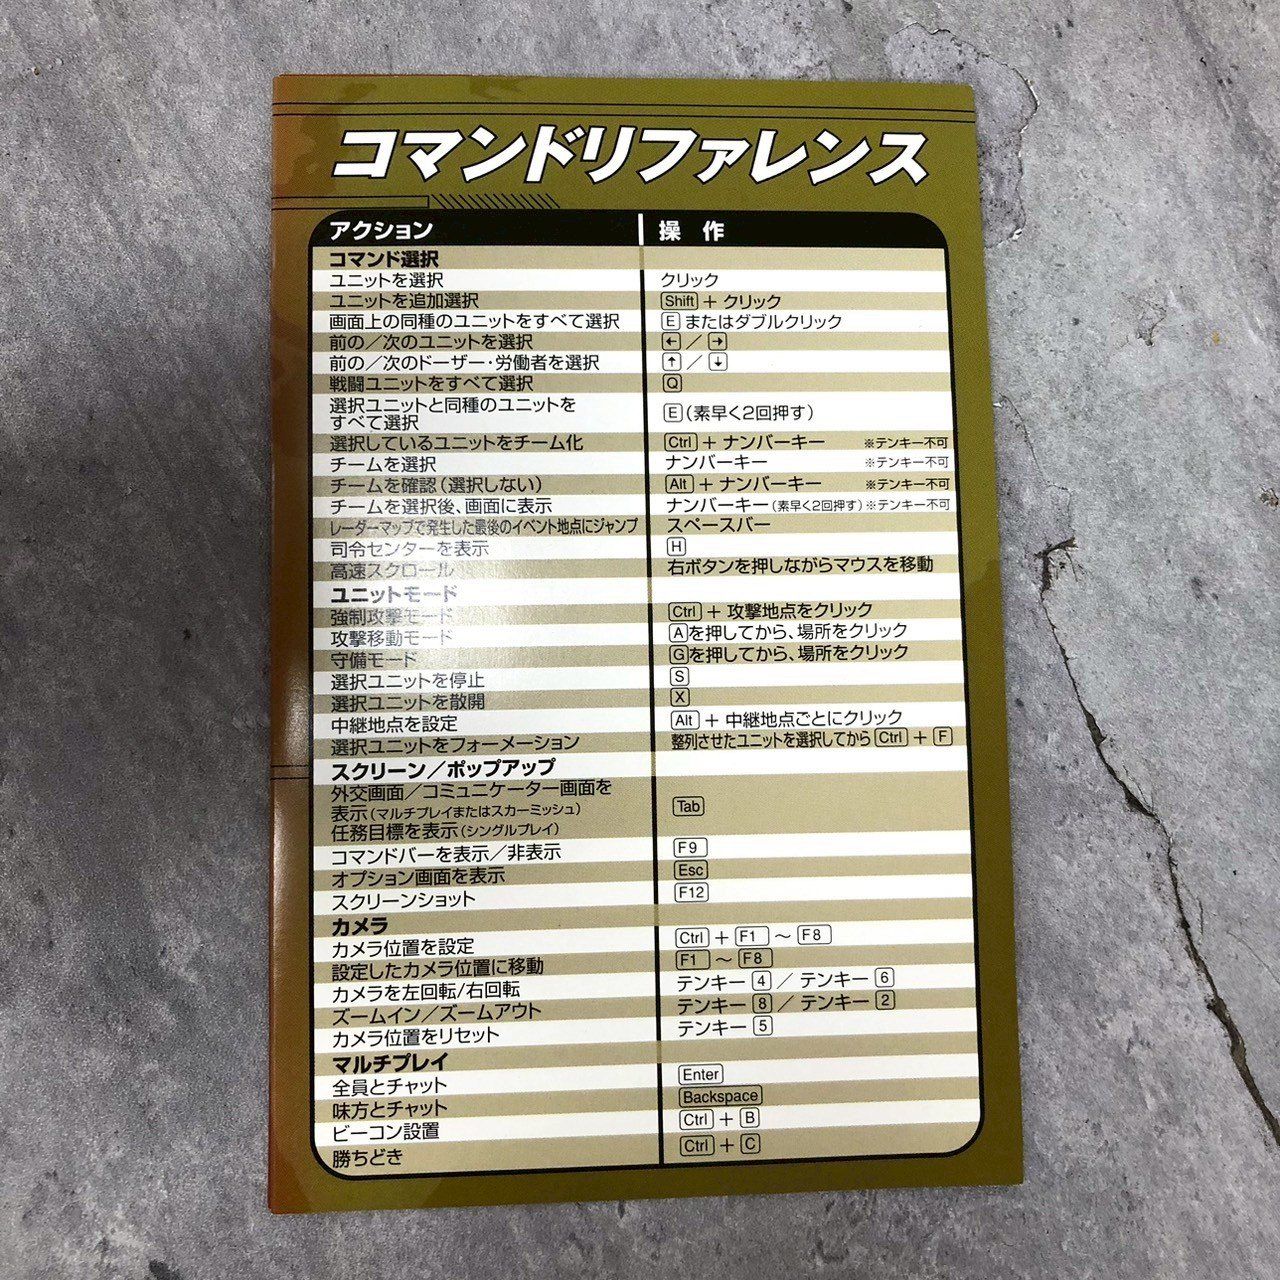 コマンドリファレンス
アクション 操 作
コマンド選択
ユニットを選択 クリック
ユニットを追加選択 Shift + クリック
画面上の同種のユニットをすべて選択 E またはダブルクリック
前の／次のユニットを選択 ← ／ →
前の／次のドーザー・労働者を選択 ↑ ／ ↓
戦闘ユニットをすべて選択 Q
選択ユニットと同種のユニットを
すべて選択 E (素早く2回押す)
選択しているユニットをチーム化 Ctrl + ナンバーキー ※テンキー不可
チームを選択 ナンバーキー ※テンキー不可
チームを確認(選択しない) Alt + ナンバーキー ※テンキー不可
チームを選択後、画面に表示 ナンバーキー(素早く2回押す)※テンキー不可
レーダーマップで発生した最後のイベント地点にジャンプ スペースバー
司令センターを表示 H
高速スクロール 右ボタンを押しながらマウスを移動
ユニットモード
強制攻撃モード Ctrl + 攻撃地点をクリック
攻撃移動モード Aを押してから、場所をクリック
守備モード Gを押してから、場所をクリック
選択ユニットを停止 S
選択ユニットを散開 X
中継地点を設定 Alt + 中継地点ごとにクリック
選択ユニットをフォーメーション 整列させたユニットを選択してから Ctrl + F
スクリーン／ポップアップ
外交画面／コミュニケーター画面を
表示(マルチプレイまたはスカーミッシュ) Tab
任務目標を表示(シングルプレイ)
コマンドバーを表示／非表示 F9
オプション画面を表示 Esc
スクリーンショット F12
カメラ
カメラ位置を設定 Ctrl + F1 ～ F8
設定したカメラ位置に移動 F1 ～ F8
カメラを左回転/右回転 テンキー 4 ／ テンキー 6
ズームイン／ズームアウト テンキー 8 ／ テンキー 2
カメラ位置をリセット テンキー 5
マルチプレイ
全員とチャット Enter
味方とチャット Backspace
ビーコン設置 Ctrl + B
勝ちどき Ctrl + C